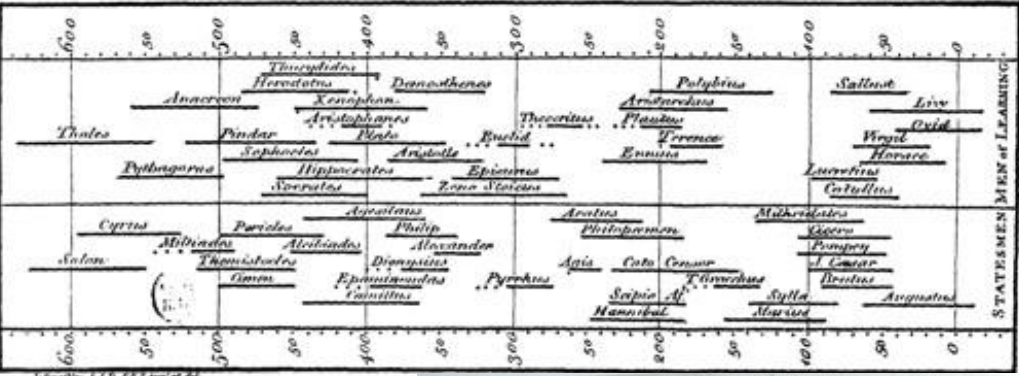 600 50 500 50 400 50 300 50 200 50 100 50 0
Thucydides
Herodotus Demosthenes Polybius Sallust
Anacreon Xenophon Aristarchus Livy
Aristophanes Theocritus Plautus Ovid
Thales Pindar Plato Euclid Terence Virgil
Sophocles Aristotle Ennius Horace
Pythagoras Hippocrates Epicurus Lucretius
Socrates Zeno Stoicus Catullus
Agesilaus Aratus Mithridates
Cyrus Pericles Philip Philopœmen Cicero
Miltiades Alcibiades Alexander Pompey
Solon Themistocles Dionysius Agis Cato Censor J. Caesar
Cimon Epaminondas Pyrrhus T. Gracchus Brutus
Camillus Scipio Af. Sylla Augustus
Hannibal Marius
STATESMEN
MEN of LEARNING
600 50 500 50 400 50 300 50 200 50 100 50 0